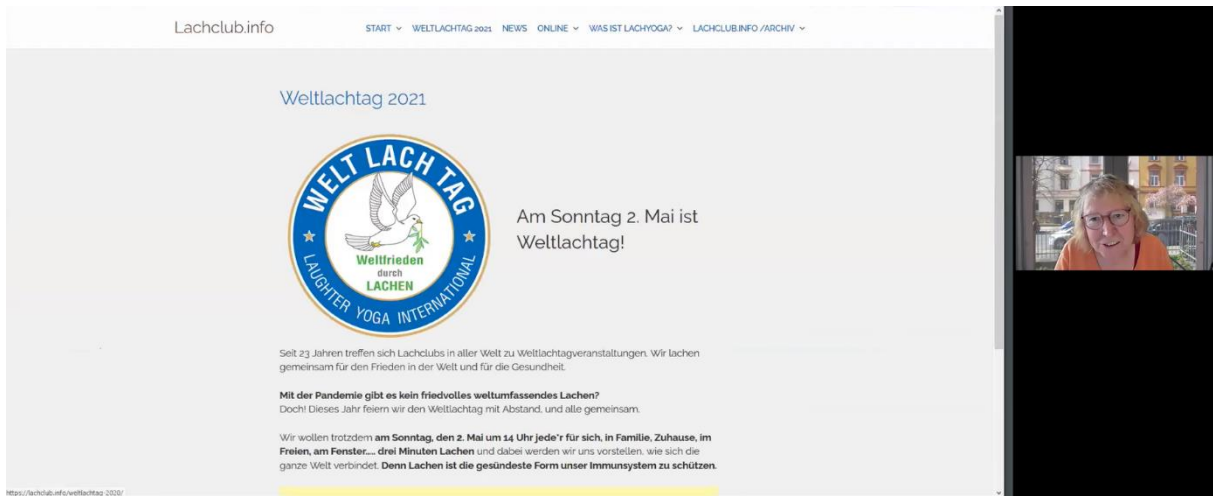 Lachclub.info
START WELTLACHTAG 2021 NEWS ONLINE WAS IST LACHYOGA? LACHCLUB.INFO /ARCHIV
Weltlachtag 2021
WELT LACH TAG
Weltfrieden
durch
LACHEN
LAUGHTER YOGA INTERNATIONAL
Am Sonntag 2. Mai ist
Weltlachtag!
Seit 23 Jahren treffen sich Lachclubs in aller Welt zu Weltlachtagveranstaltungen. Wir lachen
gemeinsam für den Frieden in der Welt und für die Gesundheit.
Mit der Pandemie gibt es kein friedvolles weltumfassendes Lachen?
Doch! Dieses Jahr feiern wir den Weltlachtag mit Abstand, und alle gemeinsam.
Wir wollen trotzdem am Sonntag, den 2. Mai um 14 Uhr jede*r für sich, in Familie, Zuhause, im
Freien, am Fenster..... drei Minuten Lachen und dabei werden wir uns vorstellen, wie sich die
ganze Welt verbindet. Denn Lachen ist die gesündeste Form unser Immunsystem zu schützen.
https://lachclub.info/weltlachtag-2020/